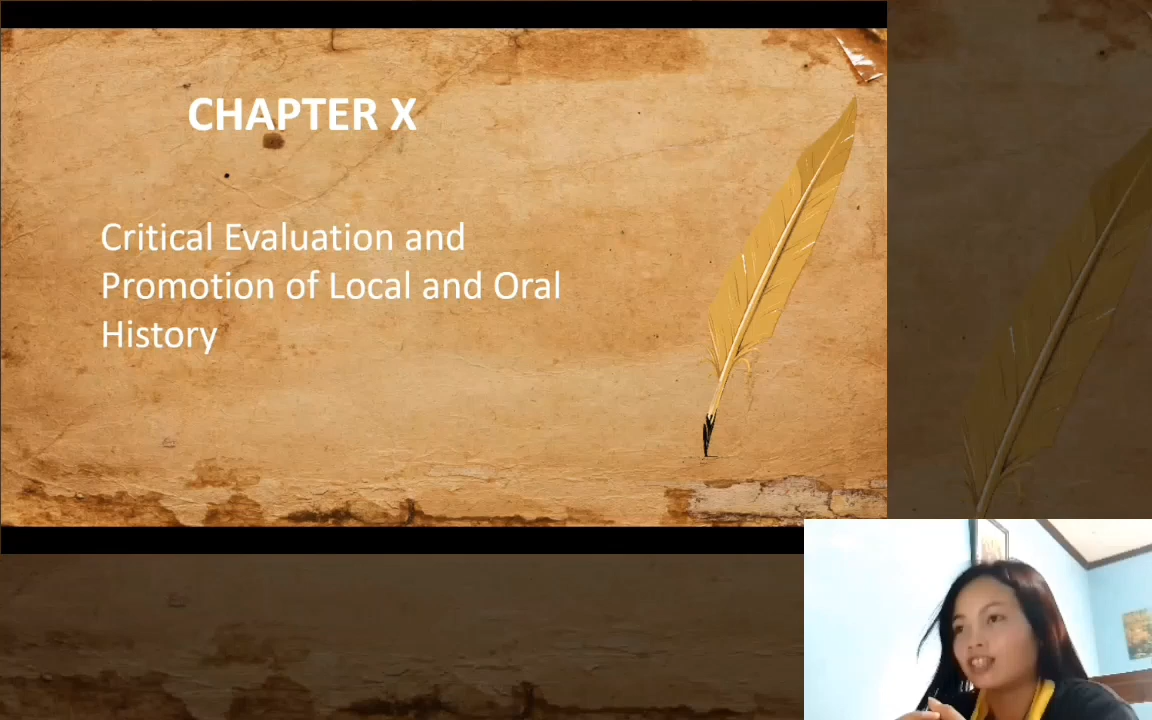 CHAPTER X
Critical Evaluation and
Promotion of Local and Oral
History